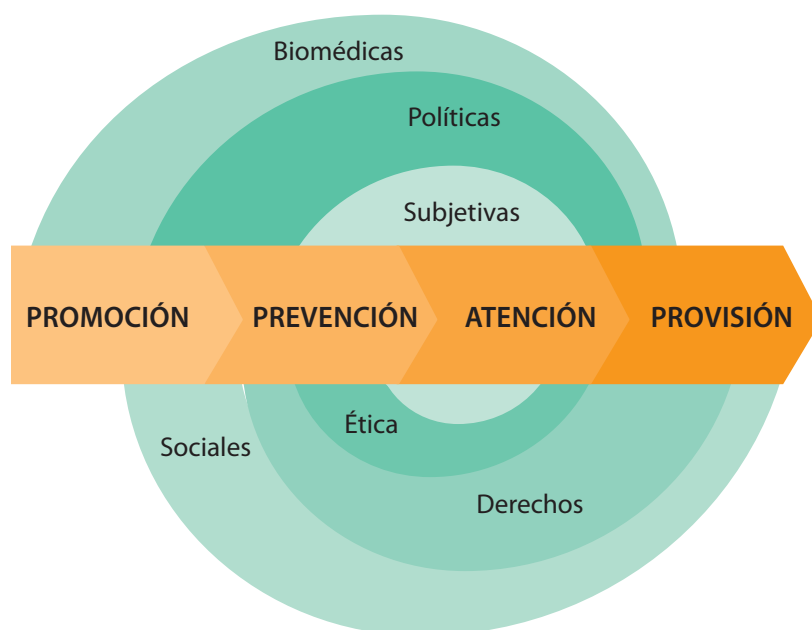 Biomédicas
Políticas
Subjetivas
PROMOCIÓN PREVENCIÓN ATENCIÓN PROVISIÓN
Ética
Sociales
Derechos